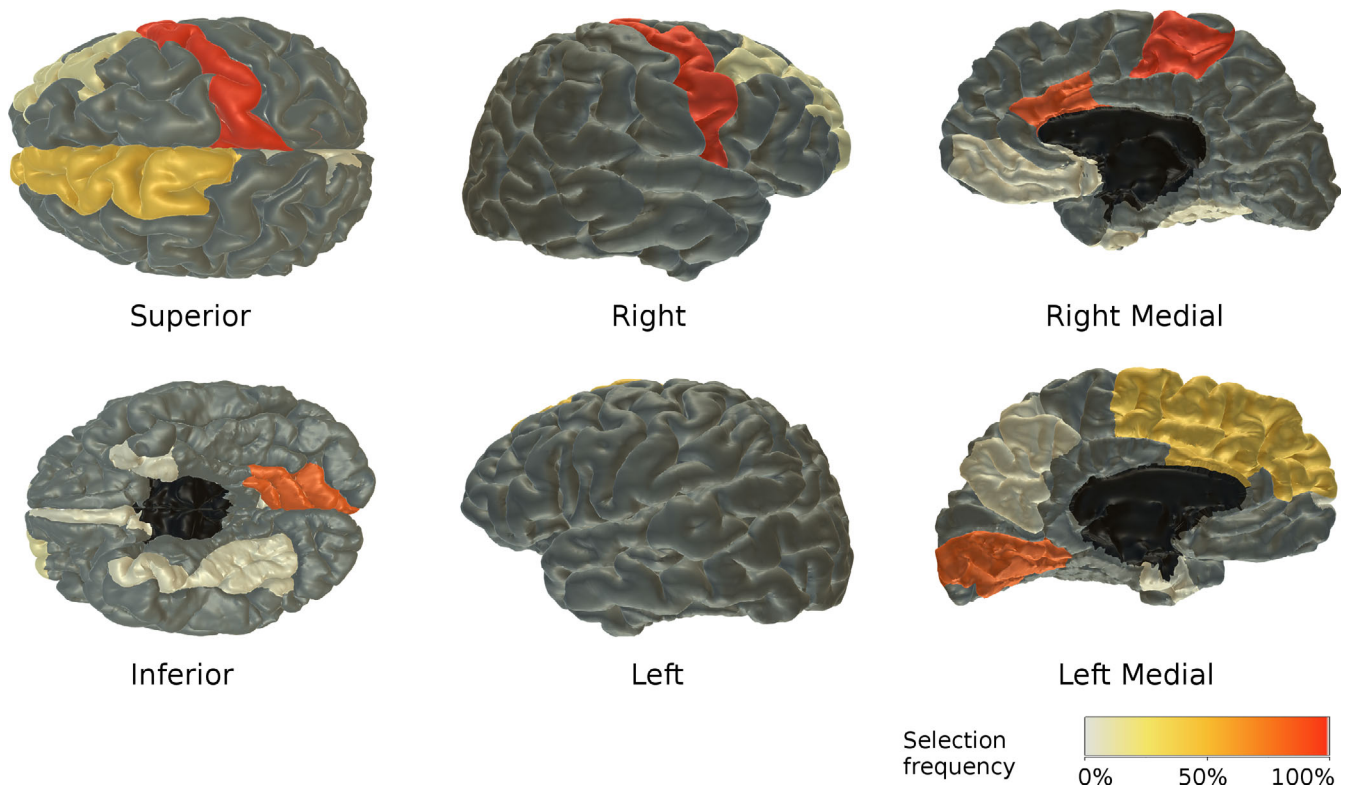 Superior
Right
Right Medial
Inferior
Left
Left Medial
Selection
frequency
0% 50% 100%